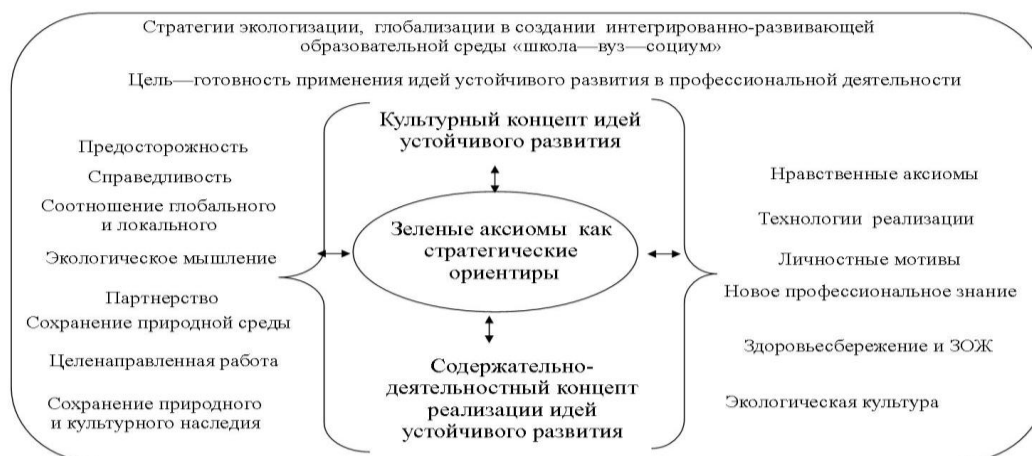 Стратегии экологизации, глобализации в создании интегрированно-развивающей
образовательной среды «школа—вуз—социум»
Цель—готовность применения идей устойчивого развития в профессиональной деятельности
Предосторожность
Справедливость
Соотношение глобального
и локального
Экологическое мышление
Партнерство
Сохранение природной среды
Целенаправленная работа
Сохранение природного
и культурного наследия
Культурный концепт идей
устойчивого развития
Зеленые аксиомы как
стратегические
ориентиры
Содержательно-
деятельностный концепт
реализации идей
устойчивого развития
Нравственные аксиомы
Технологии реализации
Личностные мотивы
Новое профессиональное знание
Здоровьесбережение и ЗОЖ
Экологическая культура